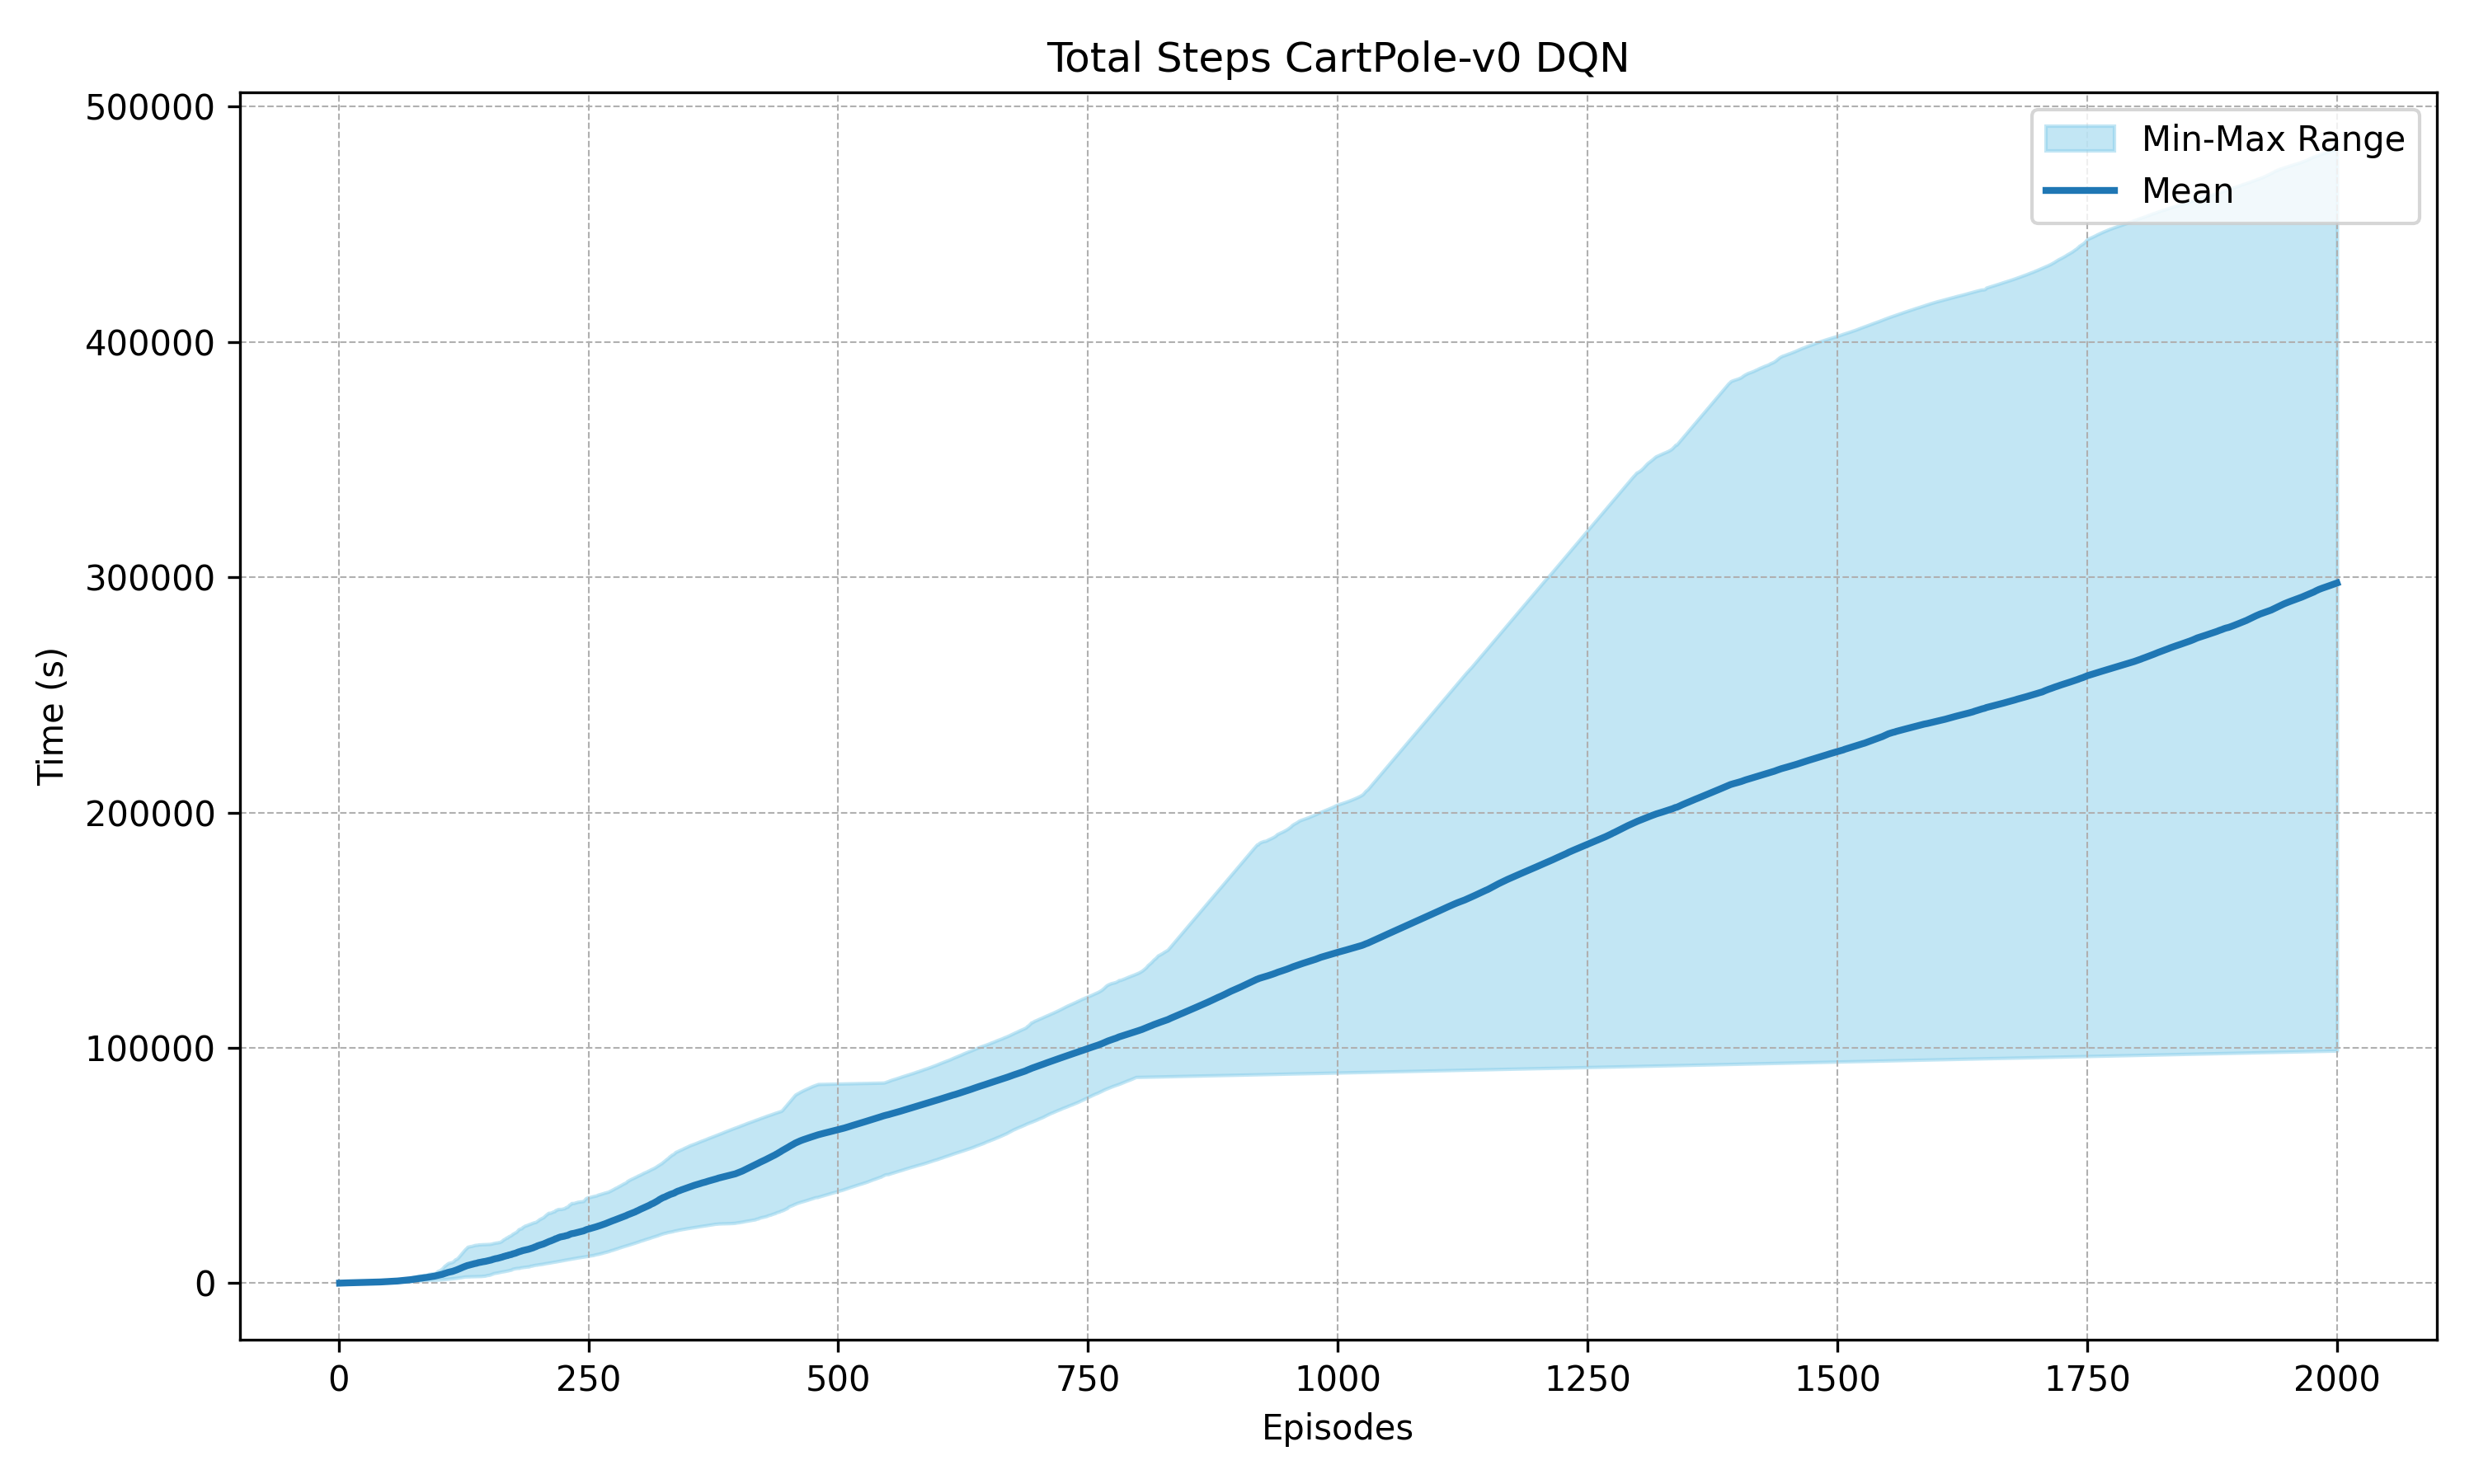 Total Steps CartPole-v0 DQN
500000
400000
300000
200000
100000
0
Time (s)
Min-Max Range
Mean
0 250 500 750 1000 1250 1500 1750 2000
Episodes